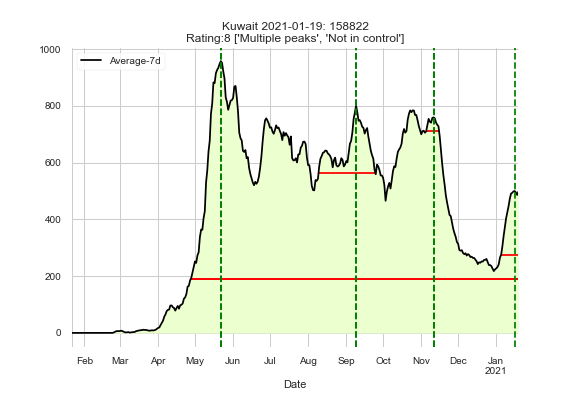 Kuwait 2021-01-19: 158822
Rating:8 ['Multiple peaks', 'Not in control']
Average-7d
1000
800
600
400
200
0
Feb Mar Apr May Jun Jul Aug Sep Oct Nov Dec Jan
2021
Date